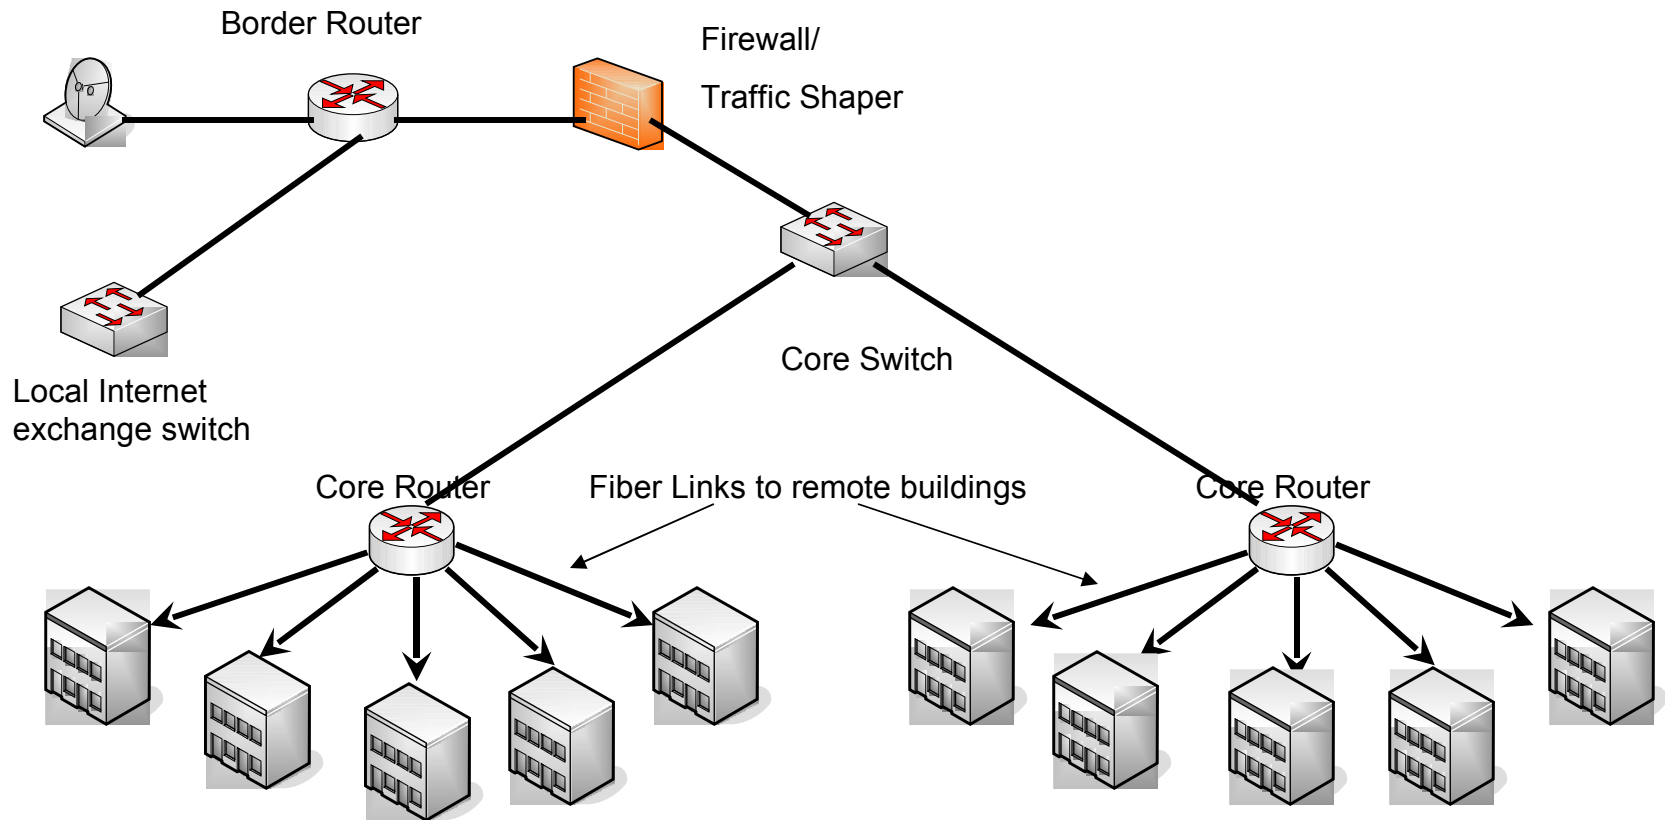 Border Router
Firewall/
Traffic Shaper
Core Switch
Local Internet
exchange switch
Core Router
Fiber Links to remote buildings
Core Router